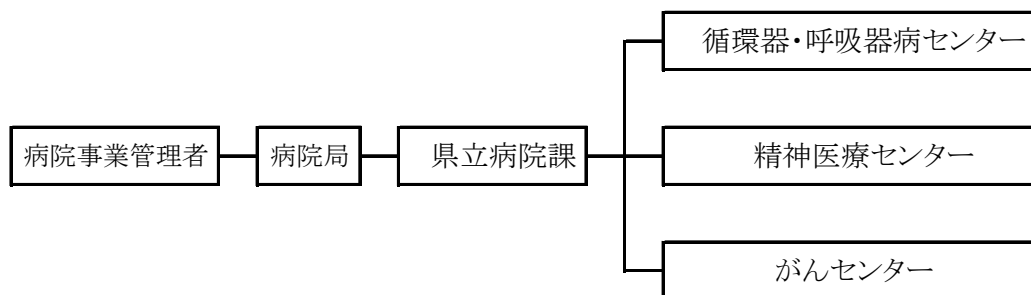 循環器・呼吸器病センター
病院事業管理者
病院局
県立病院課
精神医療センター
がんセンター